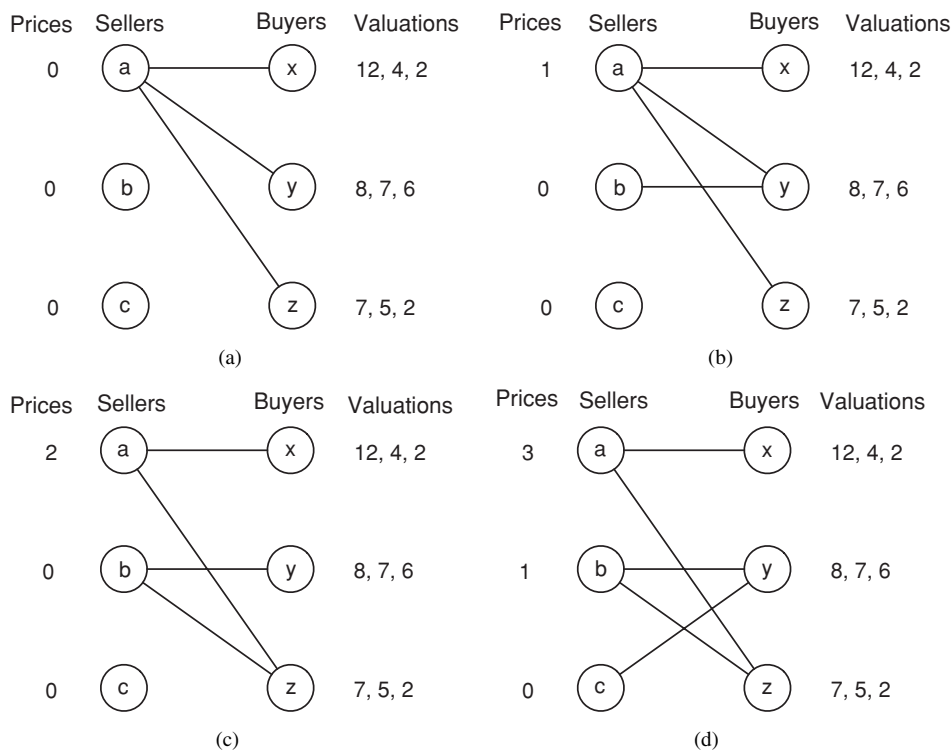 Prices Sellers Buyers Valuations
0 a x 12, 4, 2
0 b y 8, 7, 6
0 c z 7, 5, 2
(a)
Prices Sellers Buyers Valuations
1 a x 12, 4, 2
0 b y 8, 7, 6
0 c z 7, 5, 2
(b)
Prices Sellers Buyers Valuations
2 a x 12, 4, 2
0 b y 8, 7, 6
0 c z 7, 5, 2
(c)
Prices Sellers Buyers Valuations
3 a x 12, 4, 2
1 b y 8, 7, 6
0 c z 7, 5, 2
(d)